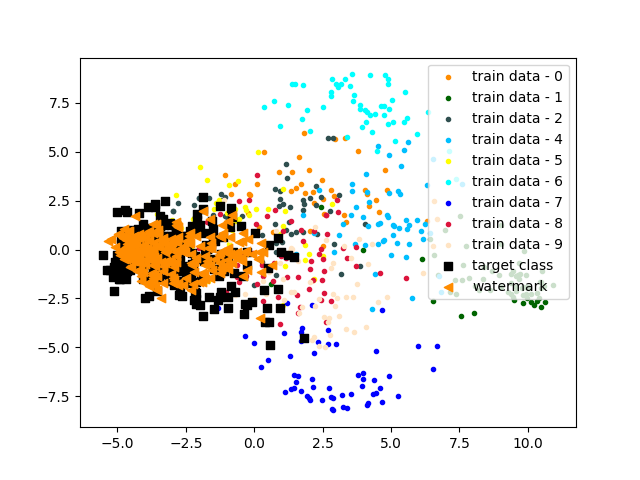 train data - 0
train data - 1
train data - 2
train data - 4
train data - 5
train data - 6
train data - 7
train data - 8
train data - 9
target class
watermark
7.5
5.0
2.5
0.0
−2.5
−5.0
−7.5
−5.0 −2.5 0.0 2.5 5.0 7.5 10.0